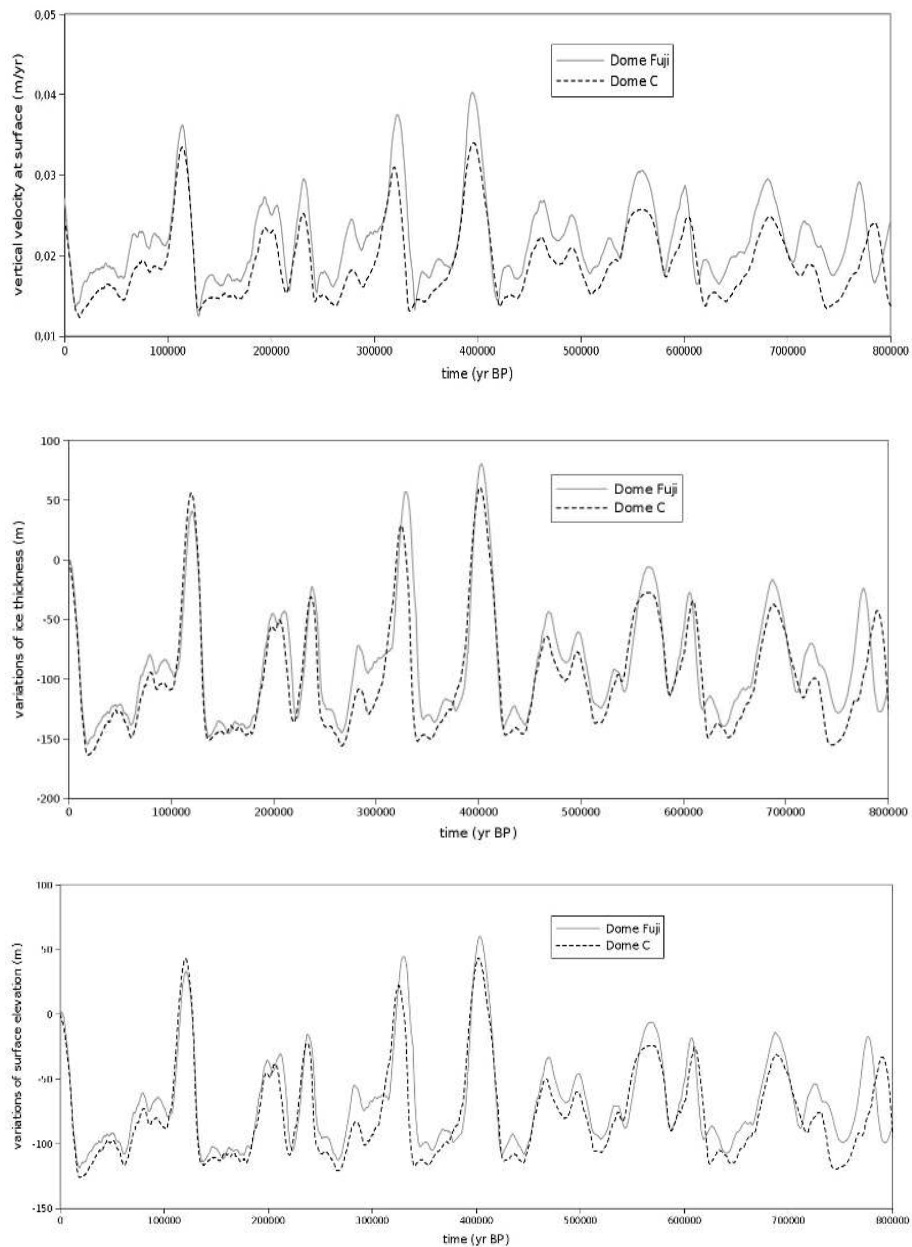 0,05
0,04
0,03
0,02
0,01
vertical velocity at surface (m/yr)
Dome Fuji
Dome C
0 100000 200000 300000 400000 500000 600000 700000 800000
time (yr BP)
100
50
0
-50
-100
-150
-200
variations of ice thickness (m)
Dome Fuji
Dome C
0 100000 200000 300000 400000 500000 600000 700000 800000
time (yr BP)
100
50
0
-50
-100
-150
variations of surface elevation (m)
Dome Fuji
Dome C
0 100000 200000 300000 400000 500000 600000 700000 800000
time (yr BP)